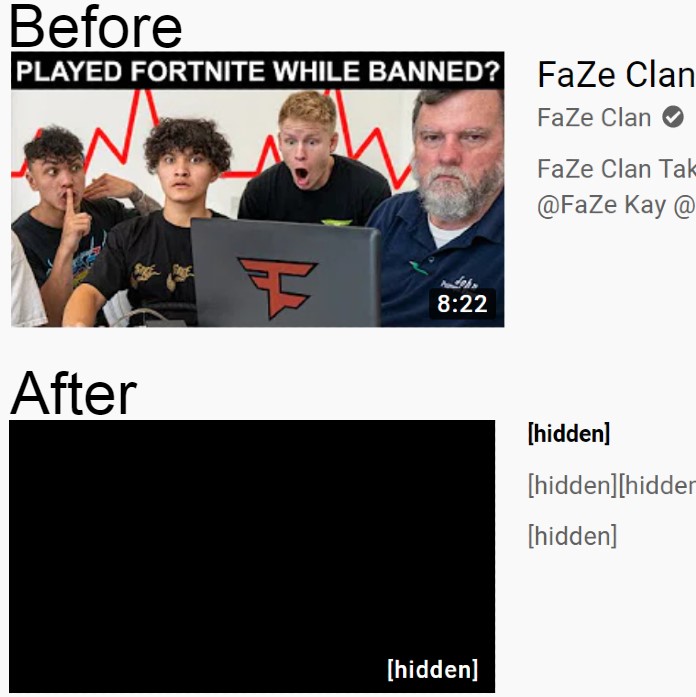 Before
PLAYED FORTNITE WHILE BANNED?
8:22
FaZe Clan
FaZe Clan
FaZe Clan Tak
@FaZe Kay @
After
[hidden]
[hidden]
[hidden][hidden
[hidden]